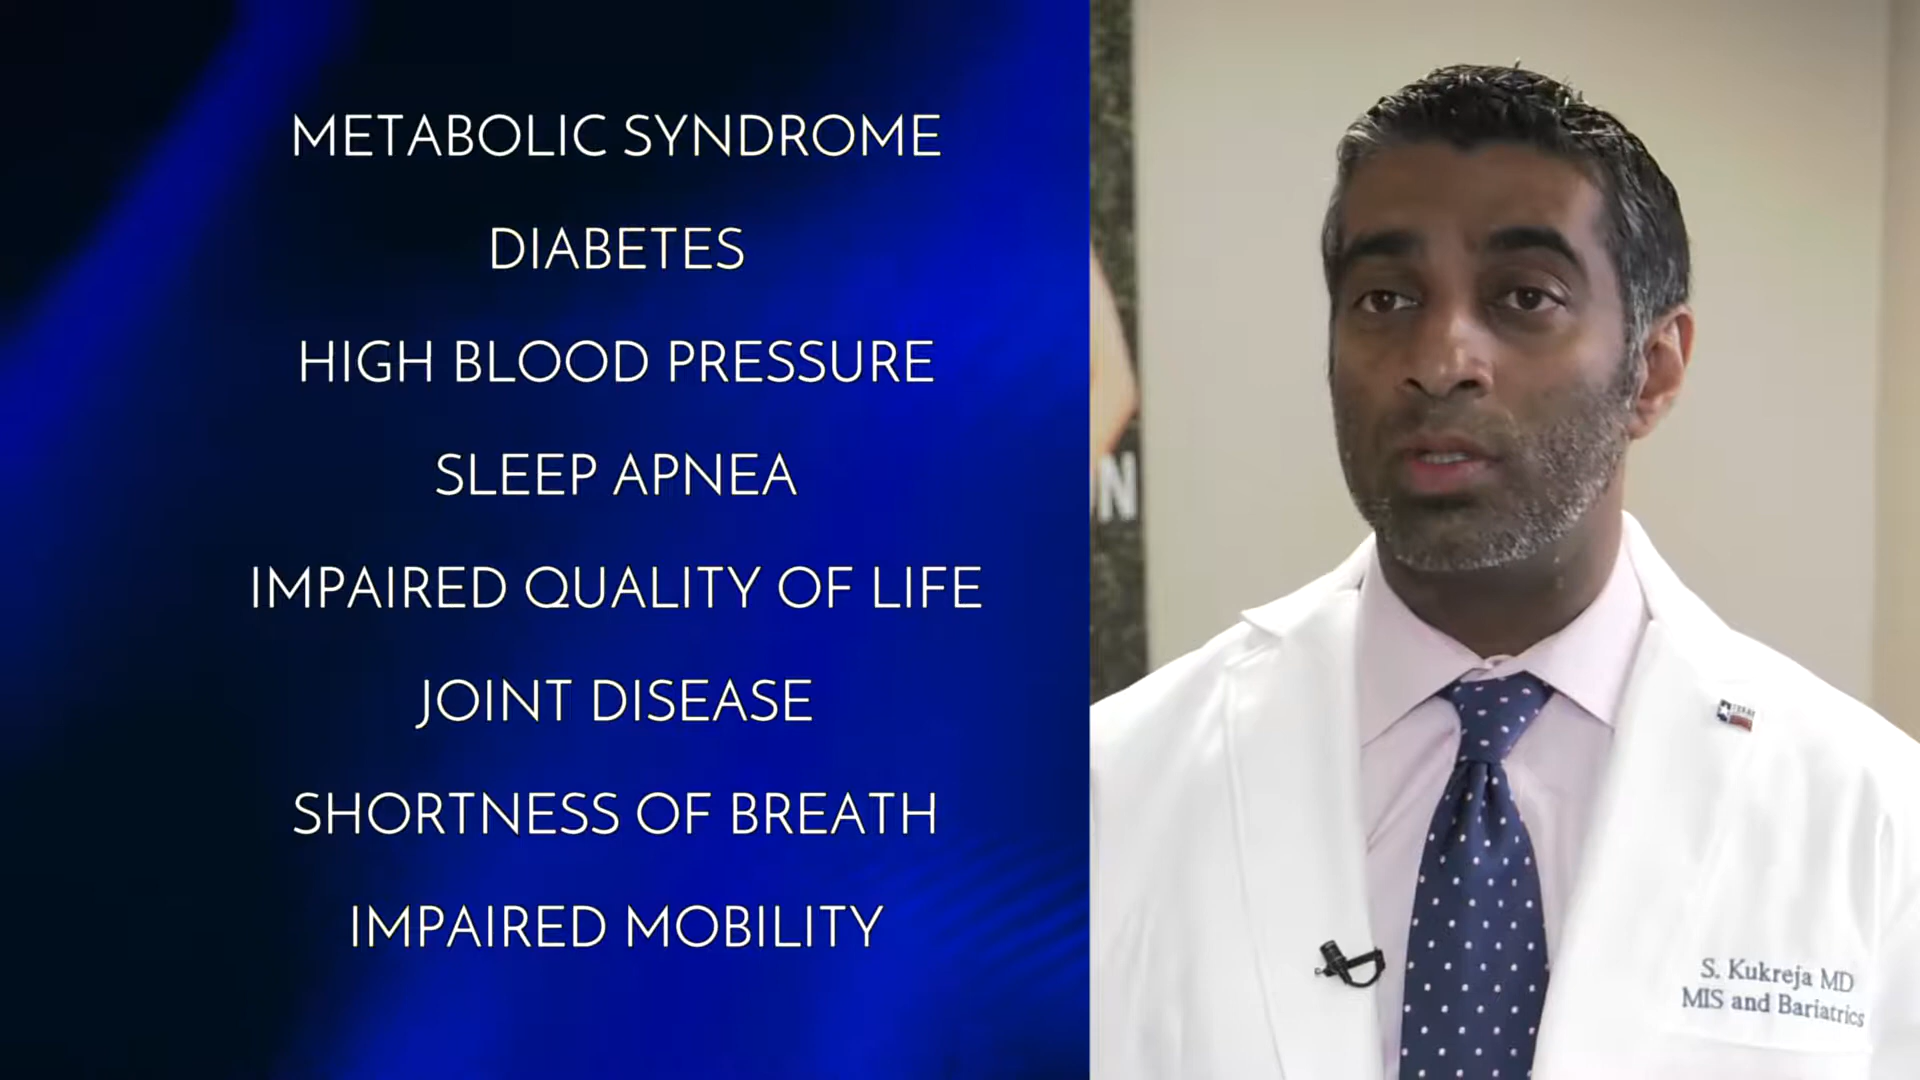 METABOLIC SYNDROME
DIABETES
HIGH BLOOD PRESSURE
SLEEP APNEA
IMPAIRED QUALITY OF LIFE
JOINT DISEASE
SHORTNESS OF BREATH
IMPAIRED MOBILITY
N
S. Kukreja MD
MIS and Bariatrics